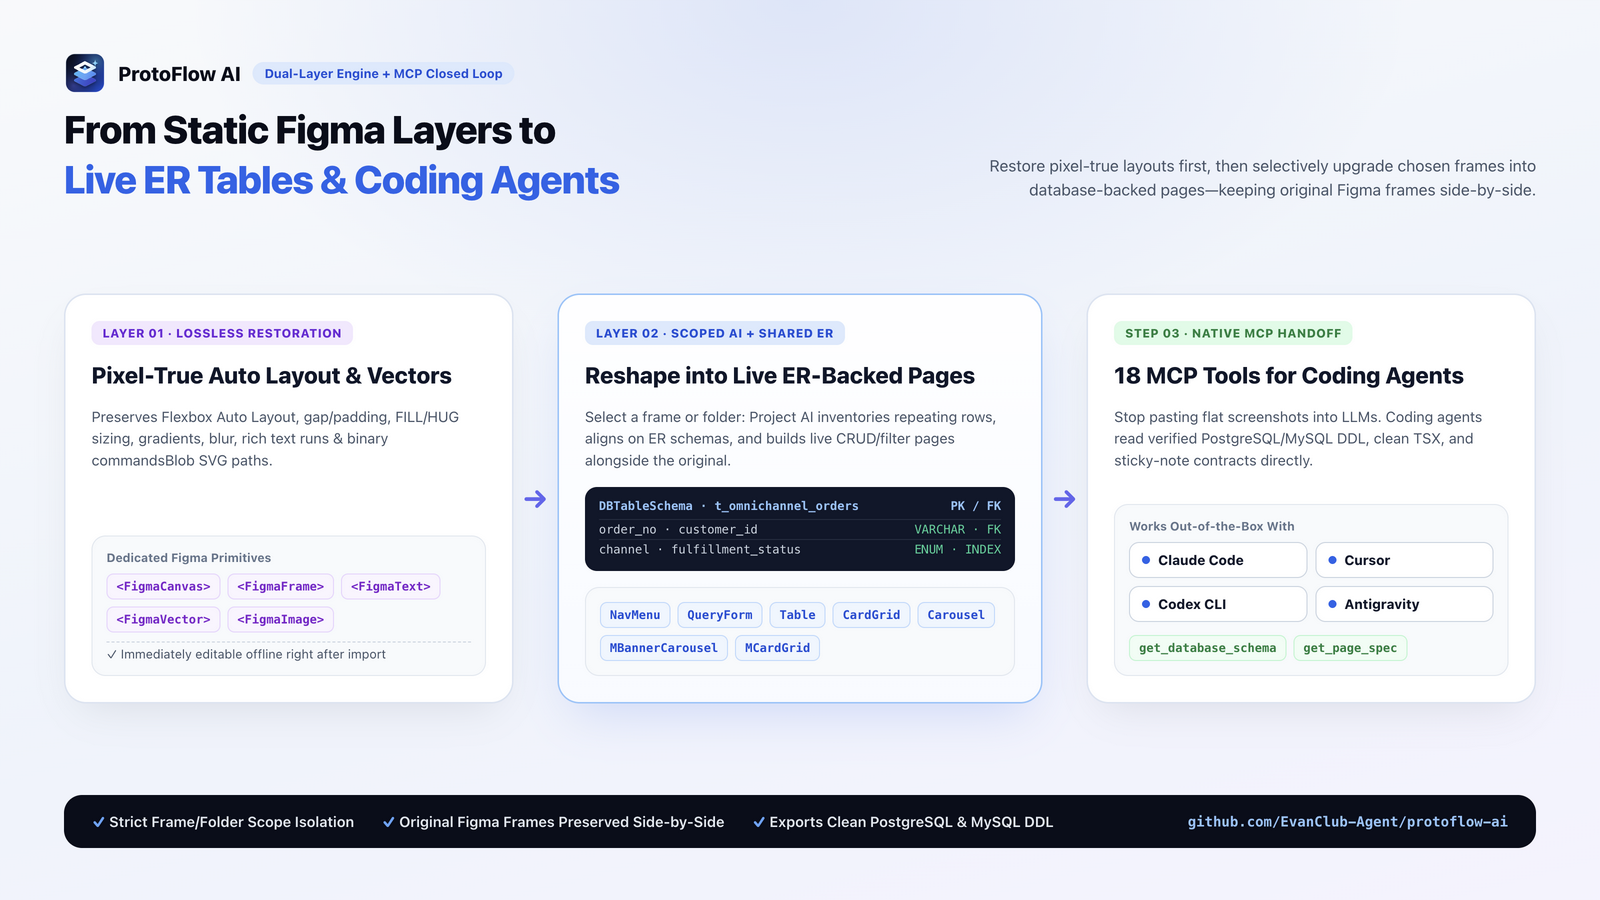 ProtoFlow AI
Dual-Layer Engine + MCP Closed Loop
From Static Figma Layers to
Live ER Tables & Coding Agents
Restore pixel-true layouts first, then selectively upgrade chosen frames into
database-backed pages—keeping original Figma frames side-by-side.
LAYER 01 · LOSSLESS RESTORATION
Pixel-True Auto Layout & Vectors
Preserves Flexbox Auto Layout, gap/padding, FILL/HUG
sizing, gradients, blur, rich text runs & binary
commandsBlob SVG paths.
Dedicated Figma Primitives
<FigmaCanvas> <FigmaFrame> <FigmaText>
<FigmaVector> <FigmaImage>
✓ Immediately editable offline right after import
LAYER 02 · SCOPED AI + SHARED ER
Reshape into Live ER-Backed Pages
Select a frame or folder: Project AI inventories repeating rows,
aligns on ER schemas, and builds live CRUD/filter pages
alongside the original.
DBTableSchema · t_omnichannel_orders PK / FK
order_no · customer_id VARCHAR · FK
channel · fulfillment_status ENUM · INDEX
NavMenu QueryForm Table CardGrid Carousel
MBannerCarousel MCardGrid
STEP 03 · NATIVE MCP HANDOFF
18 MCP Tools for Coding Agents
Stop pasting flat screenshots into LLMs. Coding agents
read verified PostgreSQL/MySQL DDL, clean TSX, and
sticky-note contracts directly.
Works Out-of-the-Box With
Claude Code Cursor
Codex CLI Antigravity
get_database_schema get_page_spec
✓ Strict Frame/Folder Scope Isolation ✓ Original Figma Frames Preserved Side-by-Side ✓ Exports Clean PostgreSQL & MySQL DDL github.com/EvanClub-Agent/protoflow-ai